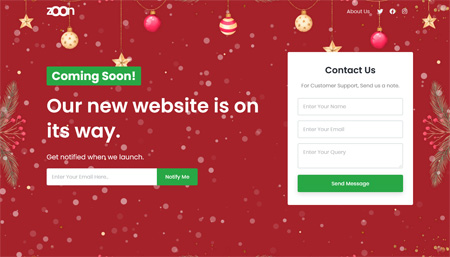 zoon
About Us
Coming Soon!
Our new website is on
its way.
Get notified when we launch.
Enter Your Email Here..
Notify Me
Contact Us
For Customer Support, Send us a note.
Enter Your Name
Enter Your Email
Enter Your Query
Send Message